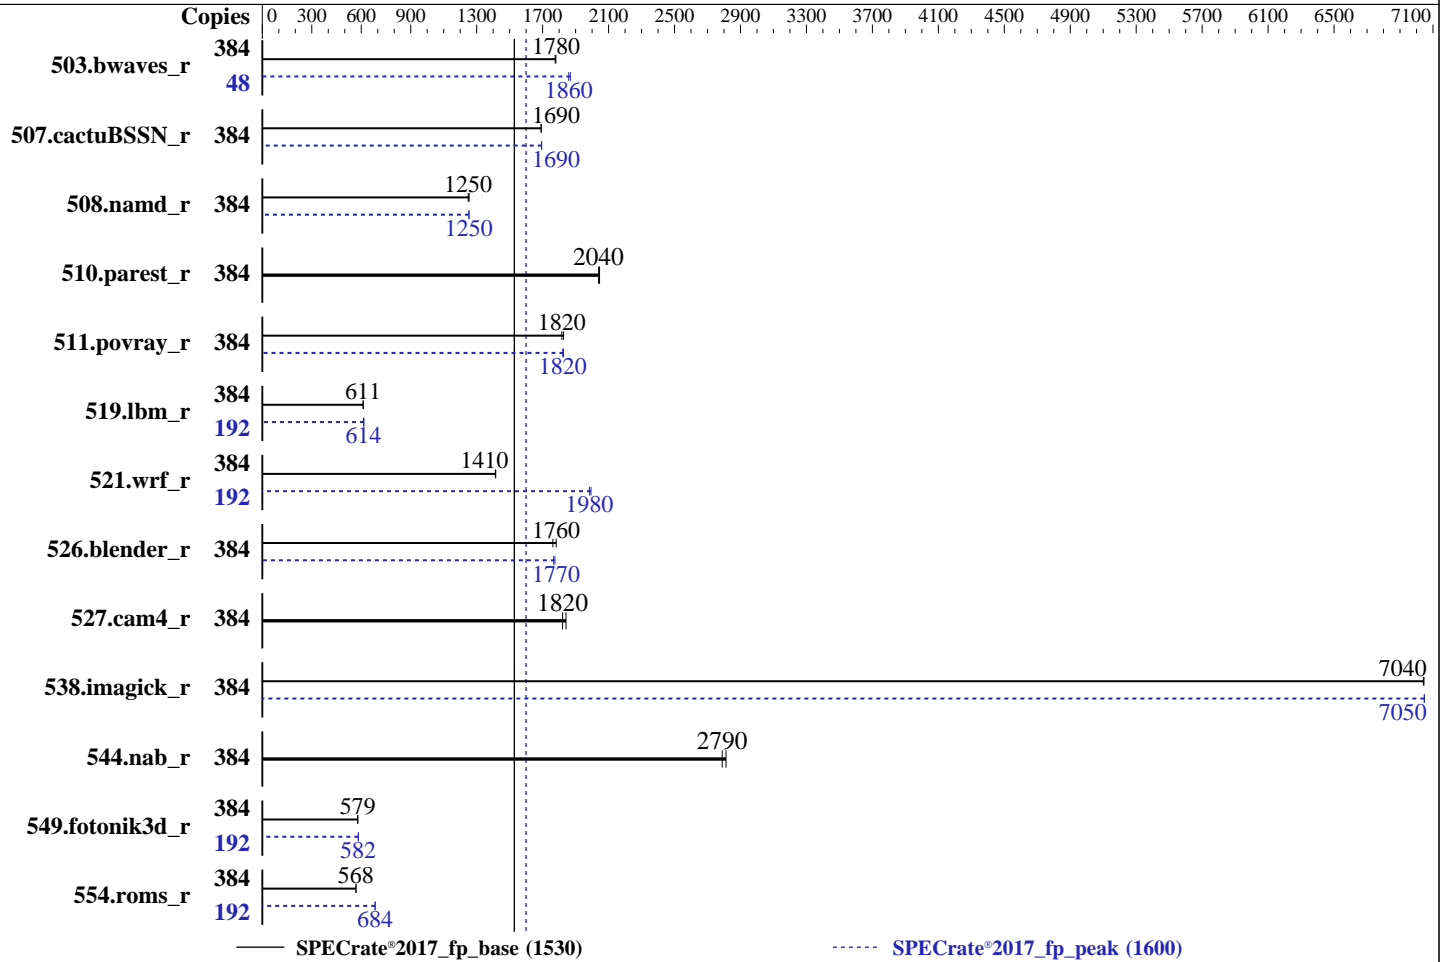 Copies 0 300 600 900 1300 1700 2100 2500 2900 3300 3700 4100 4500 4900 5300 5700 6100 6500 7100
503.bwaves_r 384 1780
48 1860
507.cactuBSSN_r 384 1690
1690
508.namd_r 384 1250
1250
510.parest_r 384 2040
511.povray_r 384 1820
1820
519.lbm_r 384 611
192 614
521.wrf_r 384 1410
192 1980
526.blender_r 384 1760
1770
527.cam4_r 384 1820
538.imagick_r 384 7040
7050
544.nab_r 384 2790
549.fotonik3d_r 384 579
192 582
554.roms_r 384 568
192 684
SPECrate®2017_fp_base (1530) SPECrate®2017_fp_peak (1600)